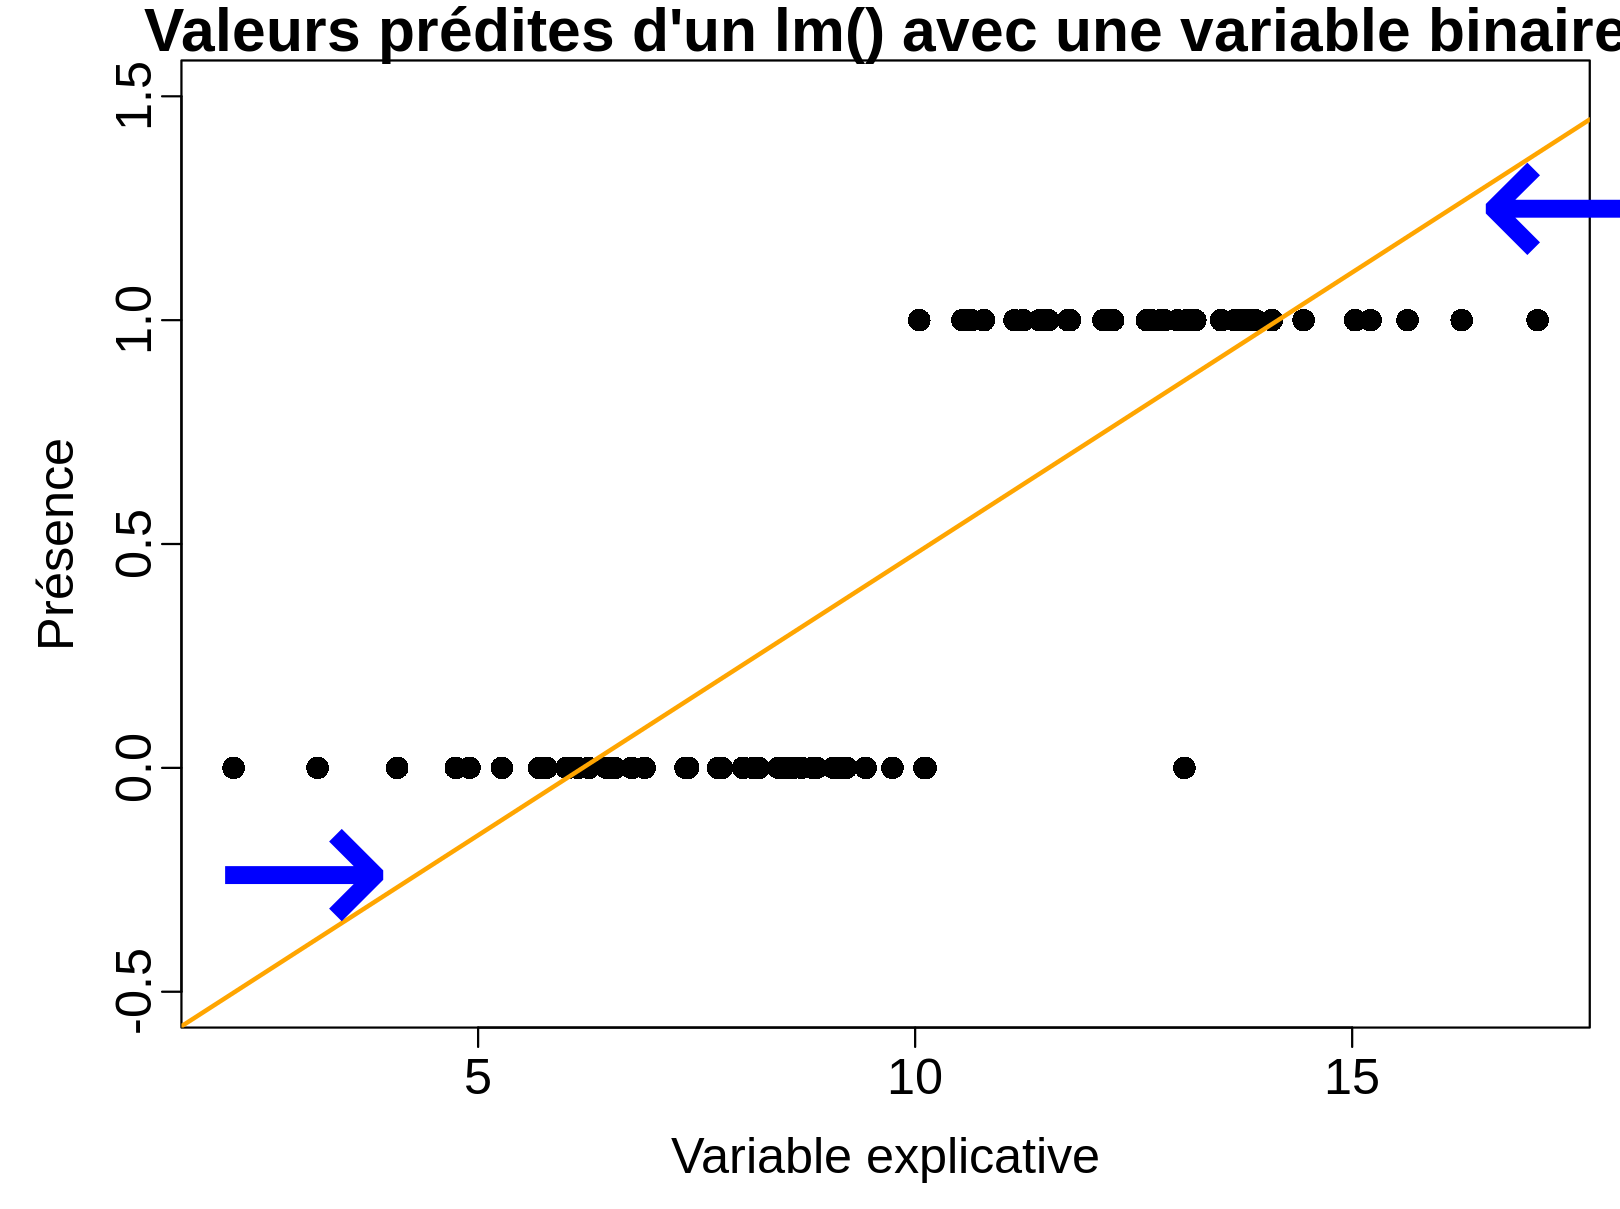 Valeurs prédites d'un lm() avec une variable binaire
1.5
1.0
0.5
0.0
-0.5
Présence
5
10
15
Variable explicative